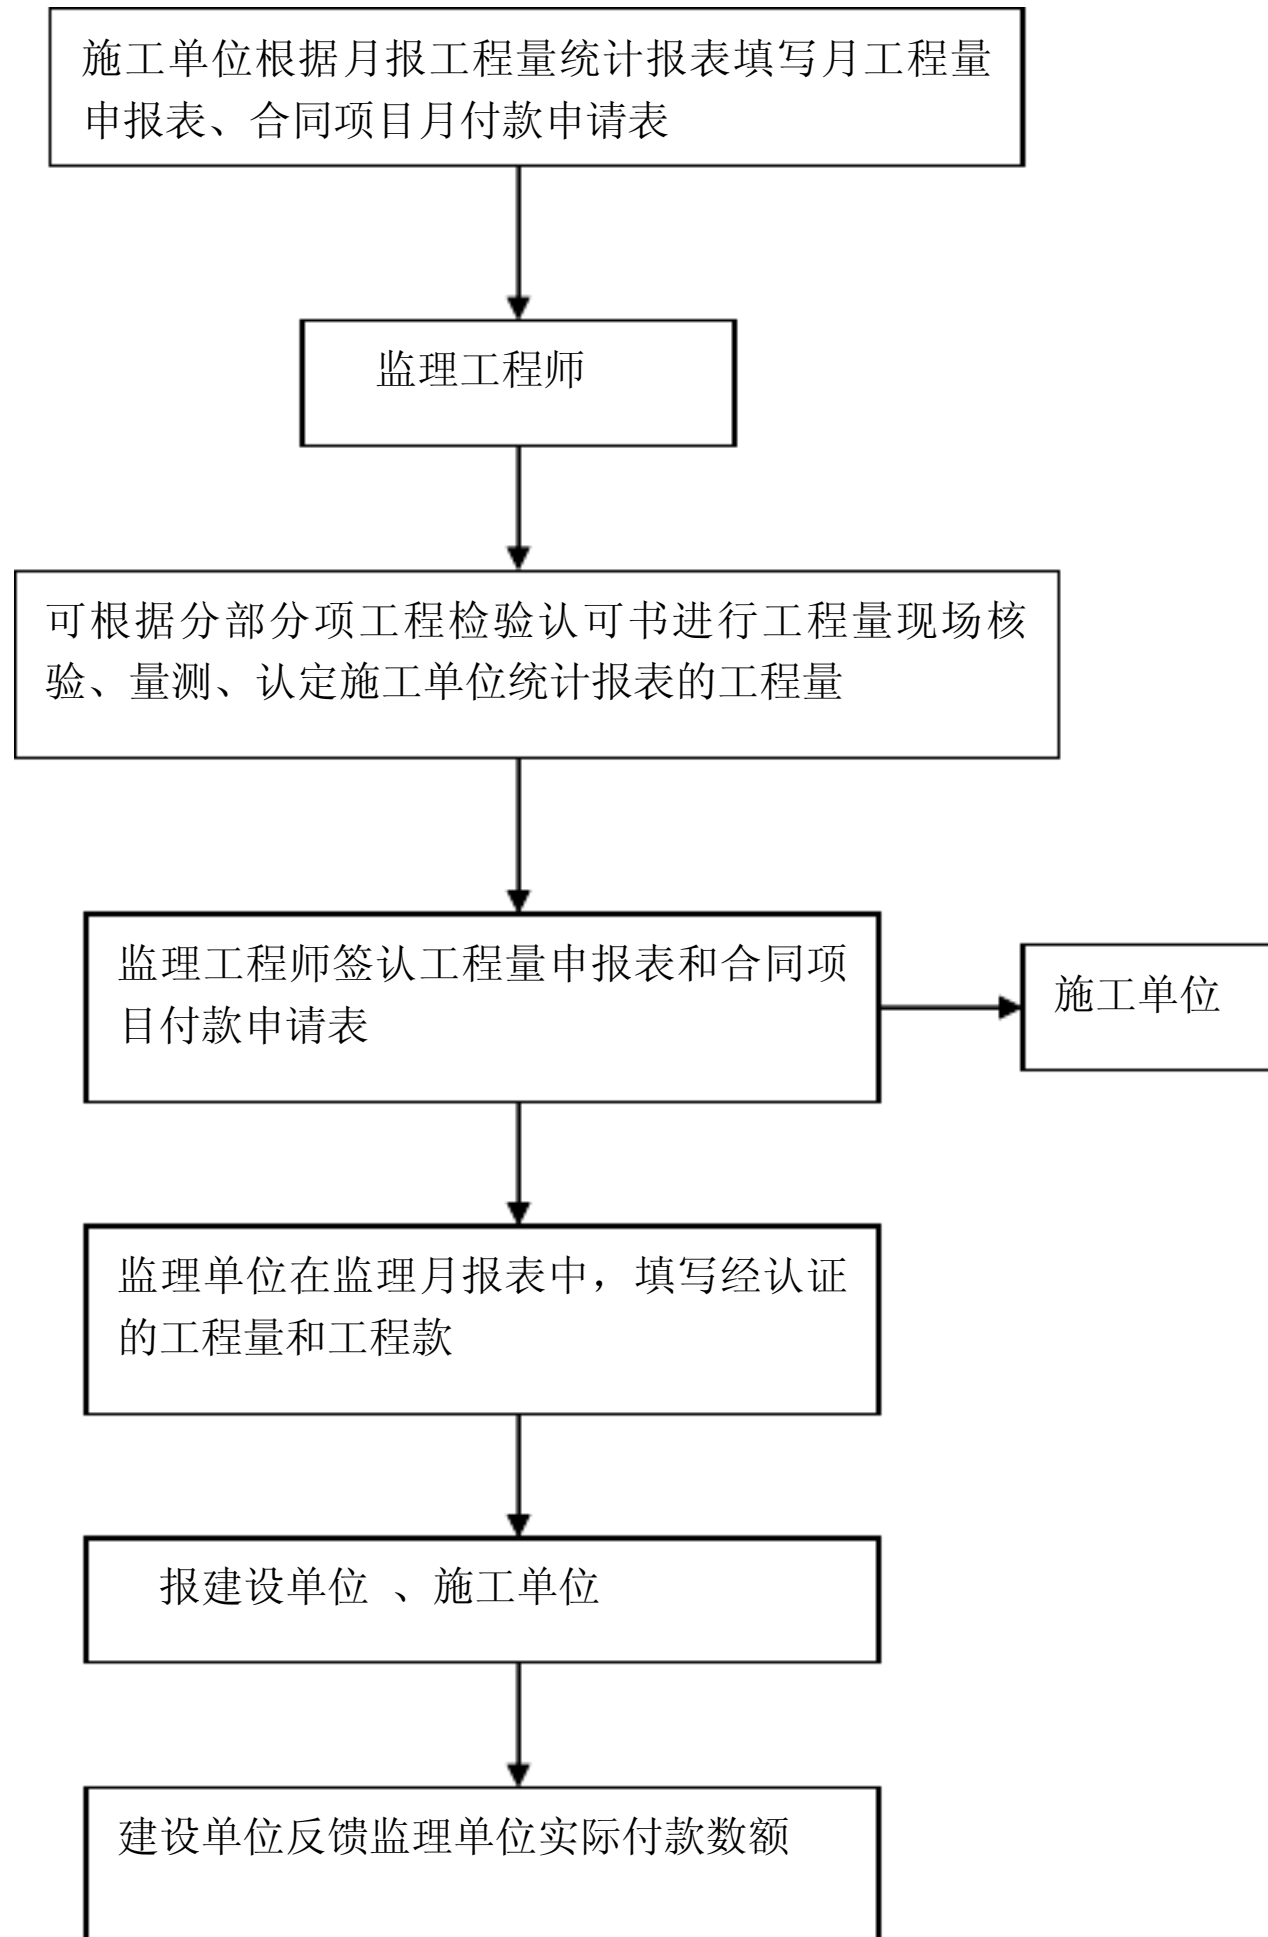 施工单位根据月报工程量统计报表填写月工程量
申报表、合同项目月付款申请表
监理工程师
可根据分部分项工程检验认可书进行工程量现场核
验、量测、认定施工单位统计报表的工程量
监理工程师签认工程量申报表和合同项
目付款申请表
施工单位
监理单位在监理月报表中，填写经认证
的工程量和工程款
报建设单位 、施工单位
建设单位反馈监理单位实际付款数额